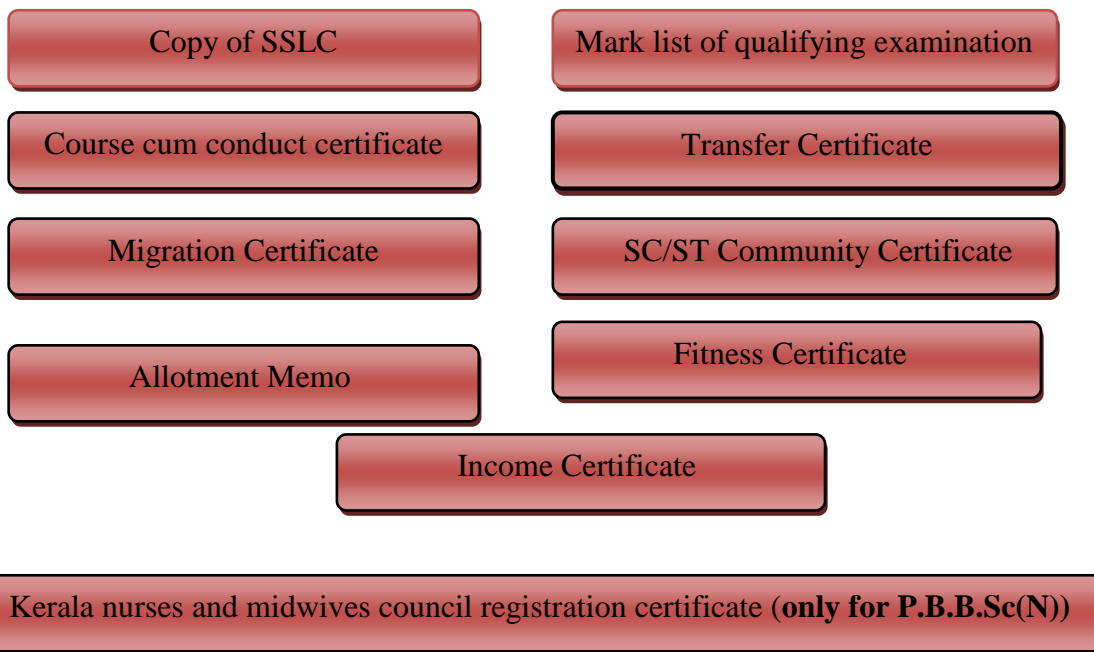 Copy of SSLC
Mark list of qualifying examination
Course cum conduct certificate
Transfer Certificate
Migration Certificate
SC/ST Community Certificate
Allotment Memo
Fitness Certificate
Income Certificate
Kerala nurses and midwives council registration certificate (only for P.B.B.Sc(N))